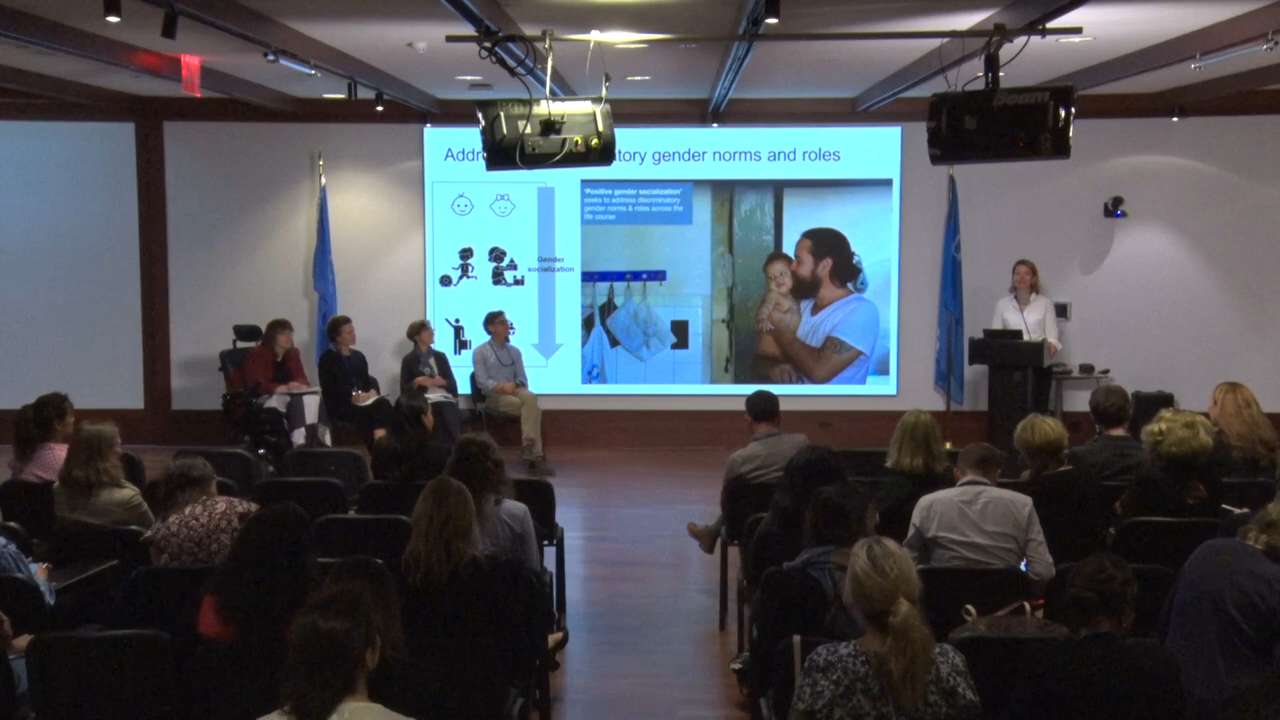 Addr tory gender norms and roles
'Positive gender socialization'
seeks to address discriminatory
gender norms & roles across the
life course
Gender
socialization